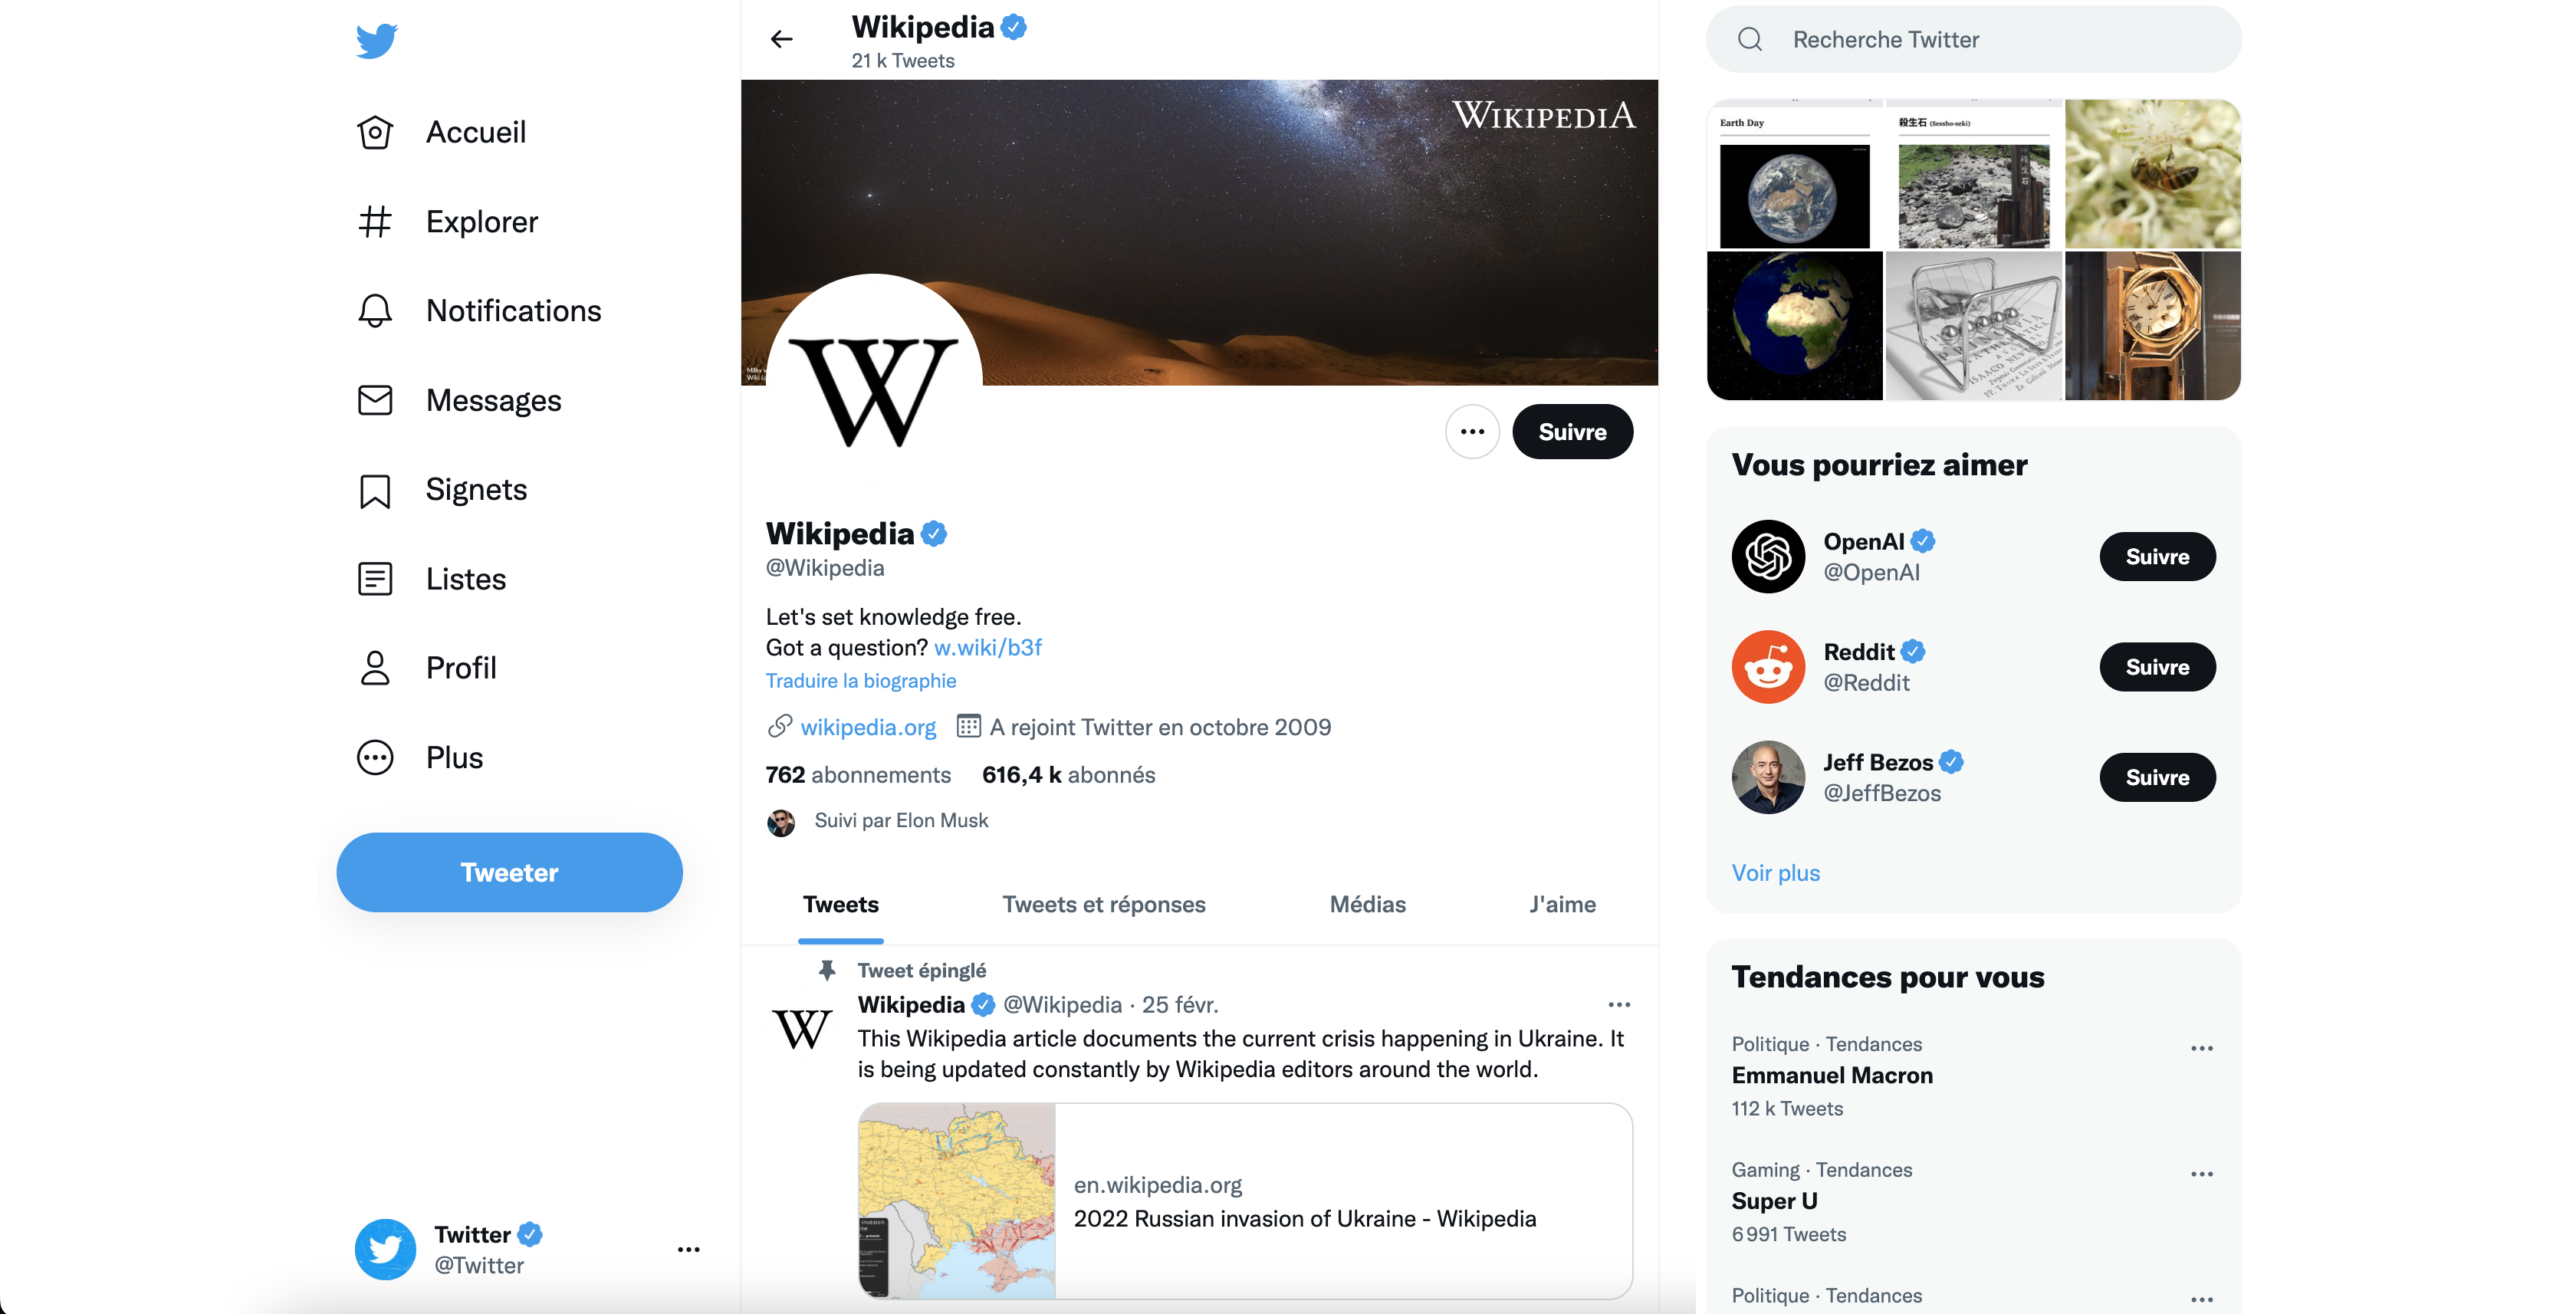 Accueil
Explorer
Notifications
Messages
Signets
Listes
Profil
Plus
Tweeter
Twitter
@Twitter
Wikipedia
21 k Tweets
WIKIPEDIA
Suivre
Wikipedia
@Wikipedia
Let's set knowledge free.
Got a question? w.wiki/b3f
Traduire la biographie
wikipedia.org A rejoint Twitter en octobre 2009
762 abonnements 616,4 k abonnés
Suivi par Elon Musk
Tweets Tweets et réponses Médias J'aime
Tweet épinglé
Wikipedia @Wikipedia · 25 févr.
This Wikipedia article documents the current crisis happening in Ukraine. It
is being updated constantly by Wikipedia editors around the world.
en.wikipedia.org
2022 Russian invasion of Ukraine - Wikipedia
Recherche Twitter
Earth Day
殺生石 (Sessho-seki)
Vous pourriez aimer
OpenAI
@OpenAI
Suivre
Reddit
@Reddit
Suivre
Jeff Bezos
@JeffBezos
Suivre
Voir plus
Tendances pour vous
Politique · Tendances
Emmanuel Macron
112 k Tweets
Gaming · Tendances
Super U
6 991 Tweets
Politique · Tendances